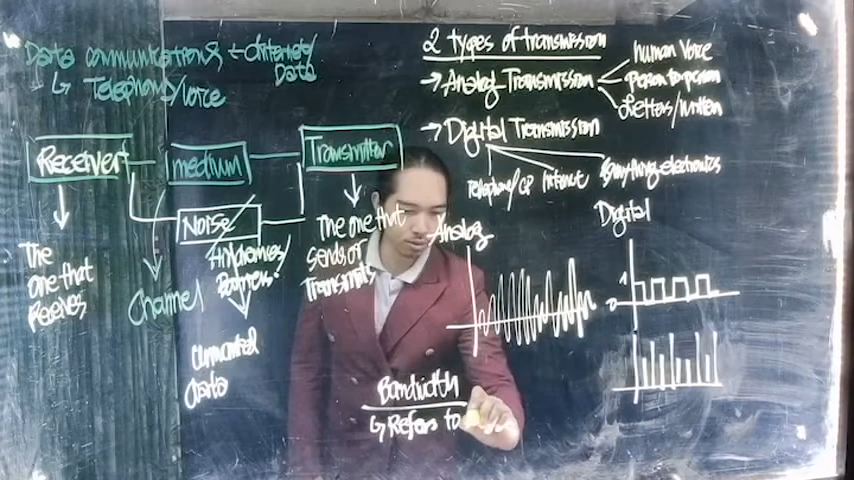 Data communications ← Internet/
Data
↳ Telephony/voice
Receiver
medium
Transmitter
Noise
The
one that
Receives
Channel
Barriers!
unwanted
data
The one that
sends or
Transmits
2 types of transmission
→ Analog Transmission
human voice
Person to person
Letters/written
→ Digital Transmission
Telephone/CP
Internet
Anything electronics
Analog
Digital
1
0
Bandwidth
↳ Refers to